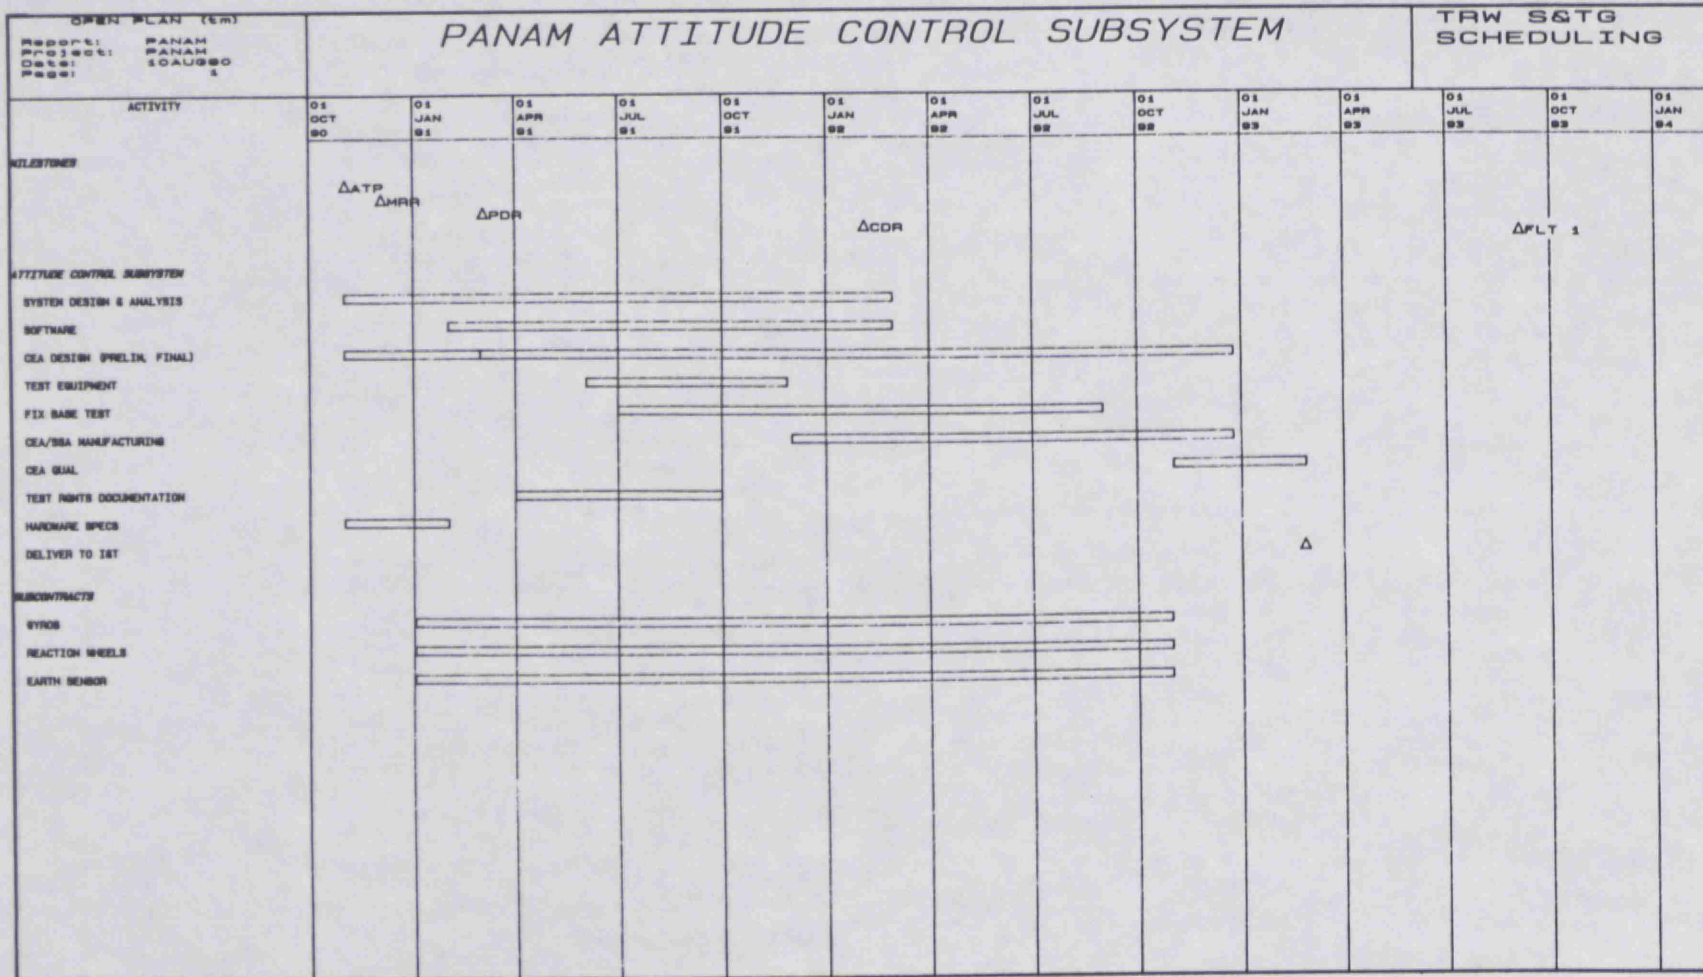 OPEN PLAN (tm)
Report: PANAM
Project: PANAM
Date: 10AUG90
Page: 1
PANAM ATTITUDE CONTROL SUBSYSTEM
TRW S&TG
SCHEDULING
ACTIVITY
01 OCT 90
01 JAN 91
01 APR 91
01 JUL 91
01 OCT 91
01 JAN 92
01 APR 92
01 JUL 92
01 OCT 92
01 JAN 93
01 APR 93
01 JUL 93
01 OCT 93
01 JAN 94
MILESTONES
ΔATP
ΔMRR
ΔPDR
ΔCDR
ΔFLT 1
ATTITUDE CONTROL SUBSYSTEM
SYSTEM DESIGN & ANALYSIS
SOFTWARE
CEA DESIGN (PRELIM, FINAL)
TEST EQUIPMENT
FIX BASE TEST
CEA/SSA MANUFACTURING
CEA QUAL
TEST RQMTS DOCUMENTATION
HARDWARE SPECS
DELIVER TO I&T
Δ
SUBCONTRACTS
GYROS
REACTION WHEELS
EARTH SENSOR